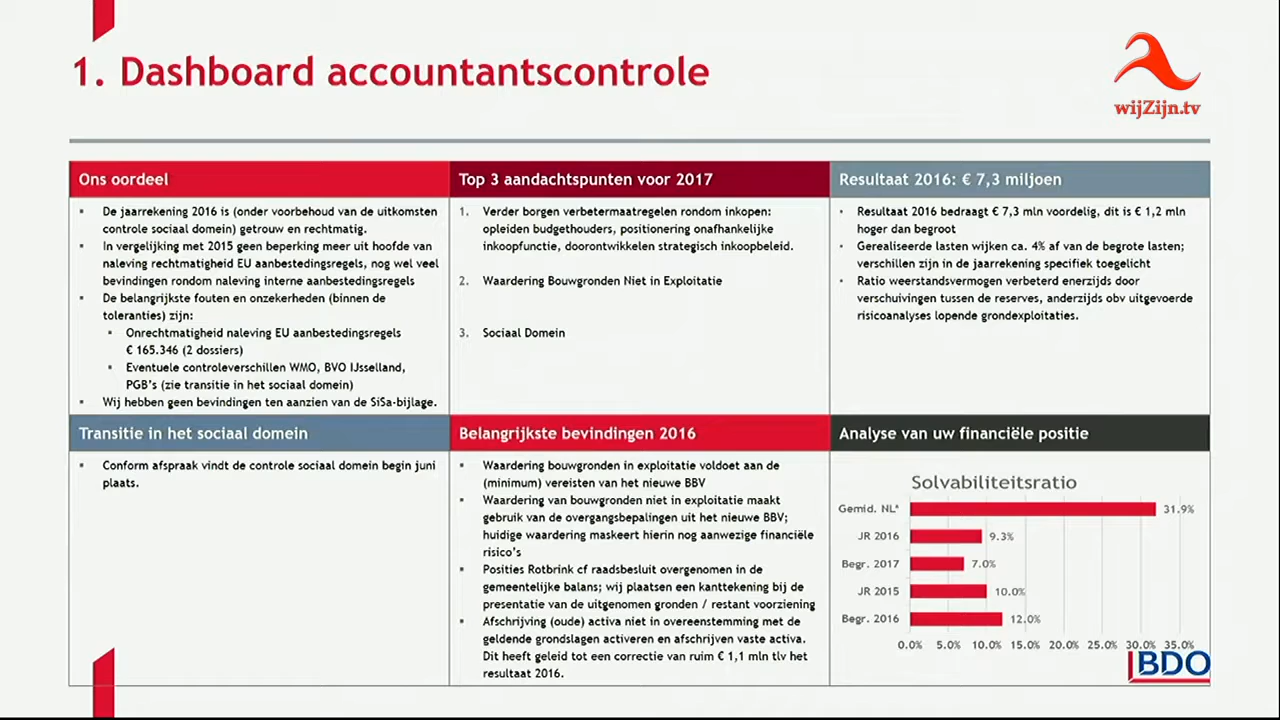 1. Dashboard accountantscontrole
wijZijn.tv
Ons oordeel
De jaarrekening 2016 is (onder voorbehoud van de uitkomsten
controle sociaal domein) getrouw en rechtmatig.
In vergelijking met 2015 geen beperking meer uit hoofde van
naleving rechtmatigheid EU aanbestedingsregels, nog wel veel
bevindingen rondom naleving interne aanbestedingsregels
De belangrijkste fouten en onzekerheden (binnen de
toleranties) zijn:
Onrechtmatigheid naleving EU aanbestedingsregels
€ 165.346 (2 dossiers)
Eventuele controleverschillen WMO, BVO IJsselland,
PGB's (zie transitie in het sociaal domein)
Wij hebben geen bevindingen ten aanzien van de SiSa-bijlage.
Top 3 aandachtspunten voor 2017
1. Verder borgen verbetermaatregelen rondom inkopen:
opleiden budgethouders, positionering onafhankelijke
inkoopfunctie, doorontwikkelen strategisch inkoopbeleid.
2. Waardering Bouwgronden Niet in Exploitatie
3. Sociaal Domein
Resultaat 2016: € 7,3 miljoen
Resultaat 2016 bedraagt € 7,3 mln voordelig, dit is € 1,2 mln
hoger dan begroot
Gerealiseerde lasten wijken ca. 4% af van de begrote lasten;
verschillen zijn in de jaarrekening specifiek toegelicht
Ratio weerstandsvermogen verbeterd enerzijds door
verschuivingen tussen de reserves, anderzijds obv uitgevoerde
risicoanalyses lopende grondexploitaties.
Transitie in het sociaal domein
Conform afspraak vindt de controle sociaal domein begin juni
plaats.
Belangrijkste bevindingen 2016
Waardering bouwgronden in exploitatie voldoet aan de
(minimum) vereisten van het nieuwe BBV
Waardering van bouwgronden niet in exploitatie maakt
gebruik van de overgangsbepalingen uit het nieuwe BBV;
huidige waardering maskeert hierin nog aanwezige financiële
risico's
Posities Rotbrink cf raadsbesluit overgenomen in de
gemeentelijke balans; wij plaatsen een kanttekening bij de
presentatie van de uitgenomen gronden / restant voorziening
Afschrijving (oude) activa niet in overeenstemming met de
geldende grondslagen activeren en afschrijven vaste activa.
Dit heeft geleid tot een correctie van ruim € 1,1 mln tlv het
resultaat 2016.
Analyse van uw financiële positie
Solvabiliteitsratio
Gemid. NL* 31.9%
JR 2016 9.3%
Begr. 2017 7.0%
JR 2015 10.0%
Begr. 2016 12.0%
0.0% 5.0% 10.0% 15.0% 20.0% 25.0% 30.0% 35.0%
BDO